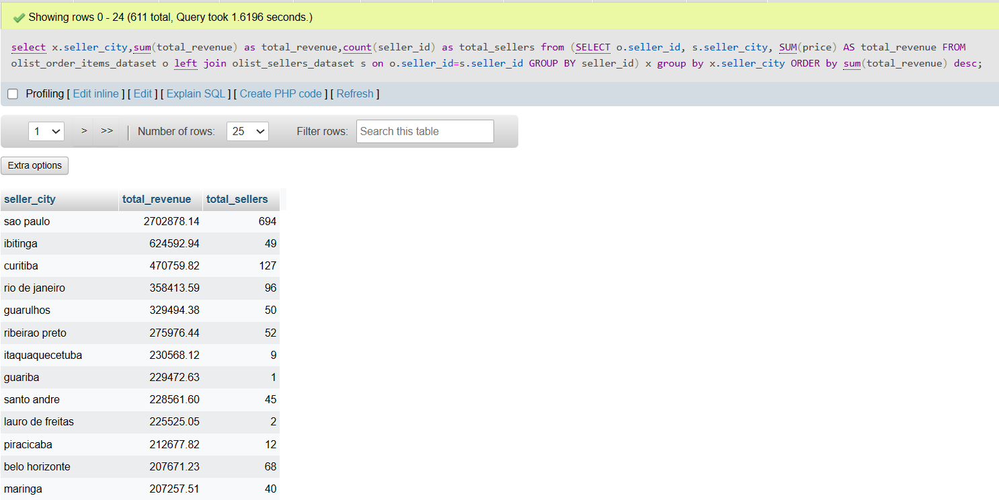 Showing rows 0 - 24 (611 total, Query took 1.6196 seconds.)
select x.seller_city,sum(total_revenue) as total_revenue,count(seller_id) as total_sellers from (SELECT o.seller_id, s.seller_city, SUM(price) AS total_revenue FROM
olist_order_items_dataset o left join olist_sellers_dataset s on o.seller_id=s.seller_id GROUP BY seller_id) x group by x.seller_city ORDER by sum(total_revenue) desc;
Profiling [ Edit inline ] [ Edit ] [ Explain SQL ] [ Create PHP code ] [ Refresh ]
1 > >> | Number of rows: 25 Filter rows: Search this table
Extra options
seller_city total_revenue total_sellers
sao paulo 2702878.14 694
ibitinga 624592.94 49
curitiba 470759.82 127
rio de janeiro 358413.59 96
guarulhos 329494.38 50
ribeirao preto 275976.44 52
itaquaquecetuba 230568.12 9
guariba 229472.63 1
santo andre 228561.60 45
lauro de freitas 225525.05 2
piracicaba 212677.82 12
belo horizonte 207671.23 68
maringa 207257.51 40